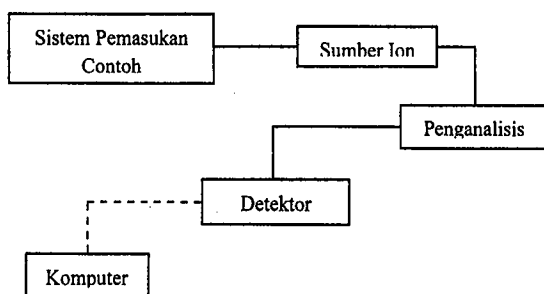 Sistem Pemasukan
Contoh
Sumber Ion
Penganalisis
Detektor
Komputer